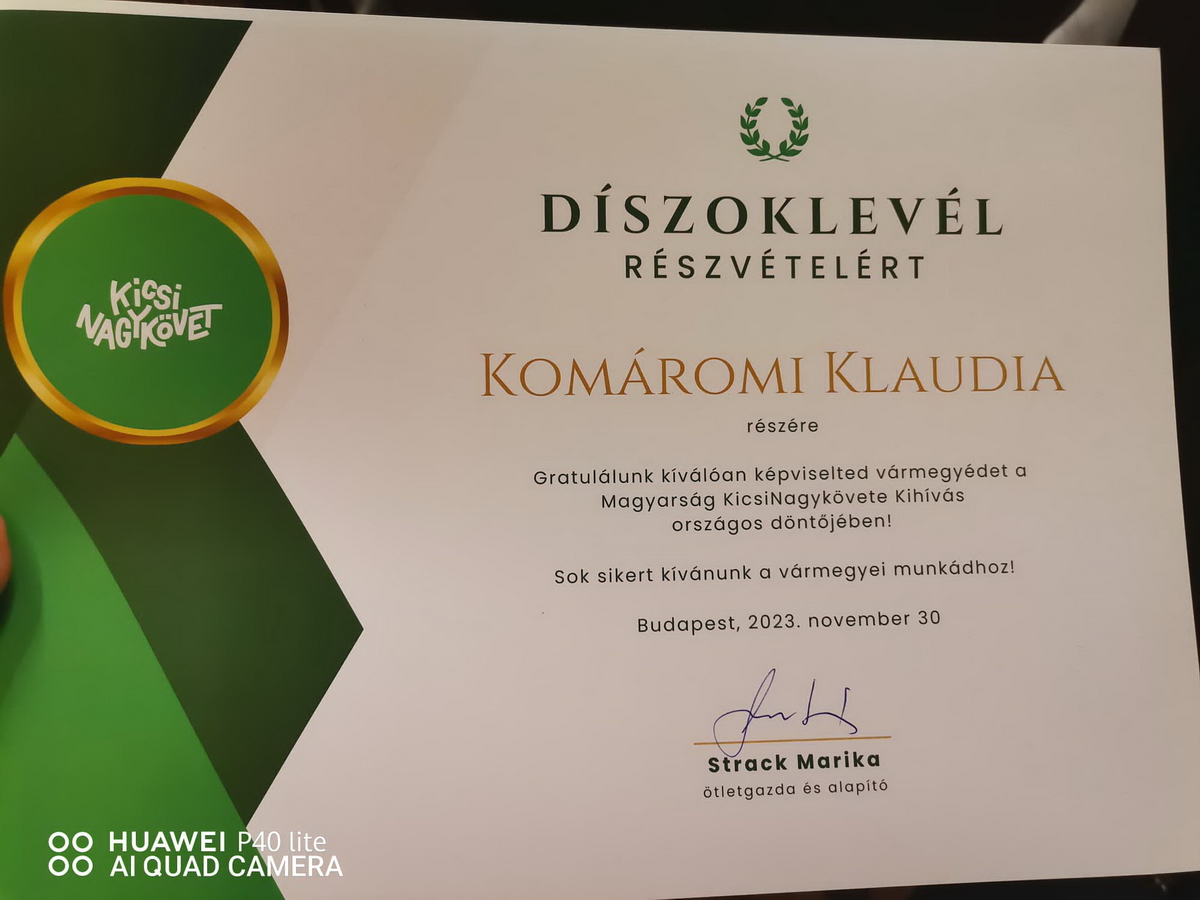 KiCSi
NAGYKÖVET
DÍSZOKLEVÉL
RÉSZVÉTELÉRT
KOMÁROMI KLAUDIA
részére
Gratulálunk kíválóan képviselted vármegyédet a
Magyarság KicsiNagykövete Kihívás
országos döntőjében!
Sok sikert kívánunk a vármegyei munkádhoz!
Budapest, 2023. november 30
Strack Marika
ötletgazda és alapító
HUAWEI P40 lite
AI QUAD CAMERA